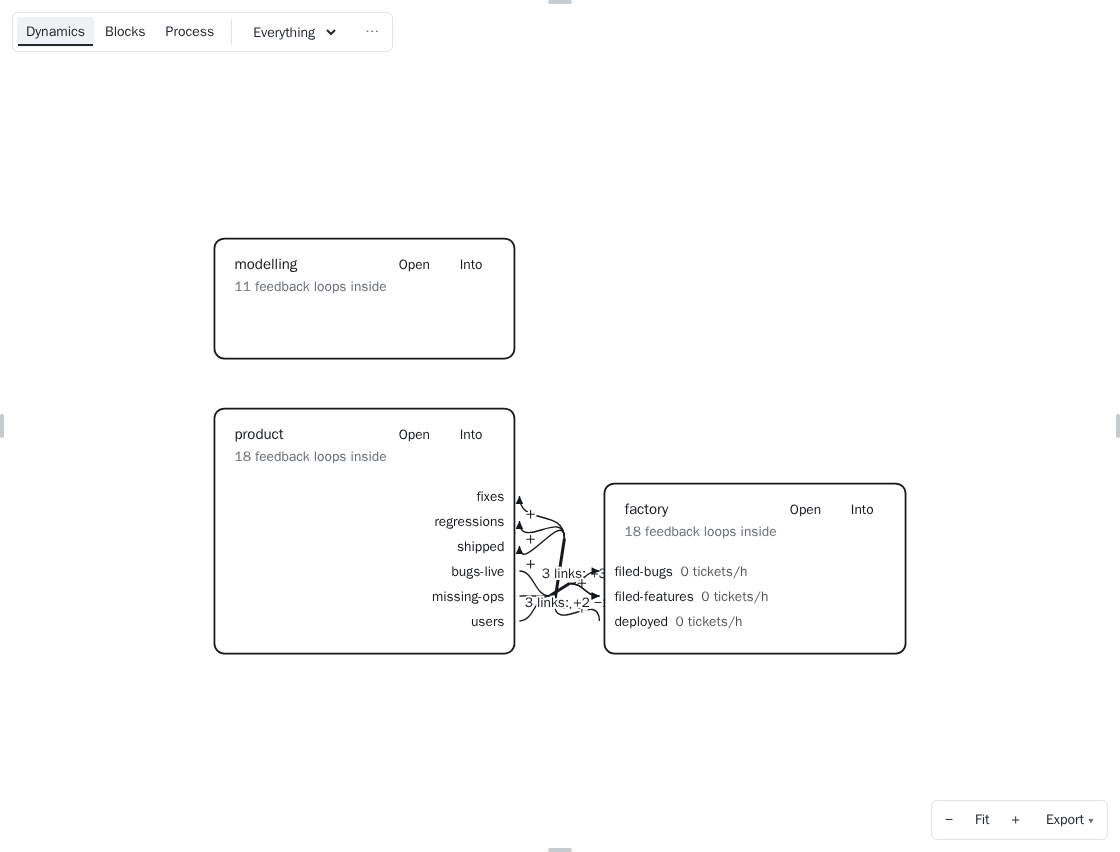 Dynamics Blocks Process Everything ...
modelling Open Into
11 feedback loops inside
product Open Into
18 feedback loops inside
fixes
regressions
shipped
bugs-live
missing-ops
users
+
+
+
3 links: +3
+
3 links: +2 −
factory Open Into
18 feedback loops inside
filed-bugs 0 tickets/h
filed-features 0 tickets/h
deployed 0 tickets/h
− Fit + Export ▾